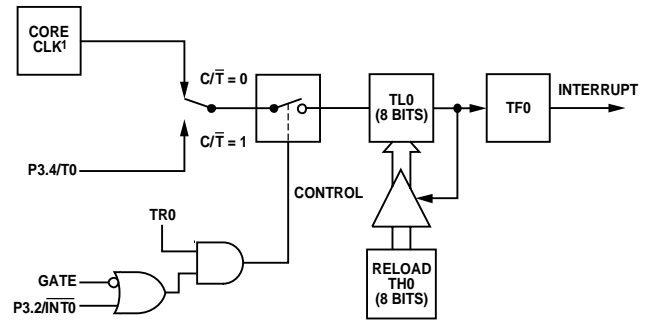 CORE
CLK¹
C/T̅ = 0
C/T̅ = 1
P3.4/T0
TL0
(8 BITS)
TF0
INTERRUPT
CONTROL
TR0
GATE
P3.2/I̅N̅T̅0̅
RELOAD
TH0
(8 BITS)